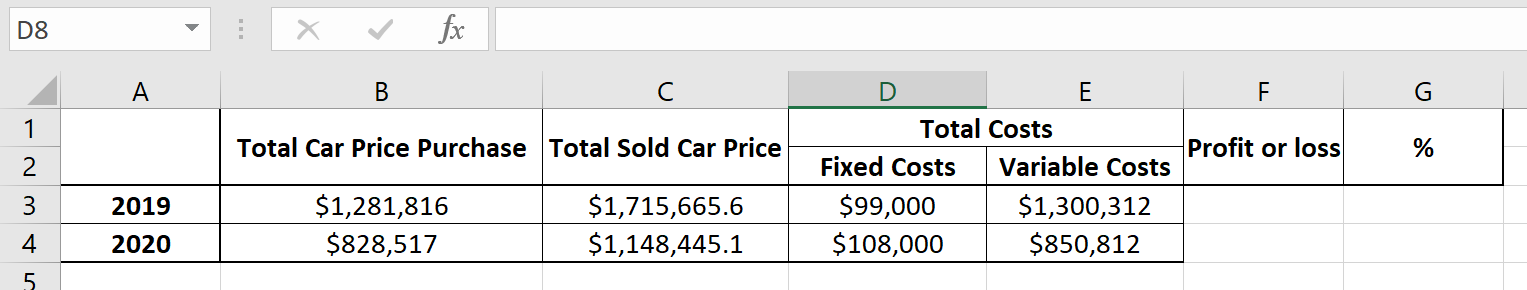 D8 fx
A B C D E F G
1 Total Costs
Total Car Price Purchase Total Sold Car Price Profit or loss %
2 Fixed Costs Variable Costs
3 2019 $1,281,816 $1,715,665.6 $99,000 $1,300,312
4 2020 $828,517 $1,148,445.1 $108,000 $850,812
5